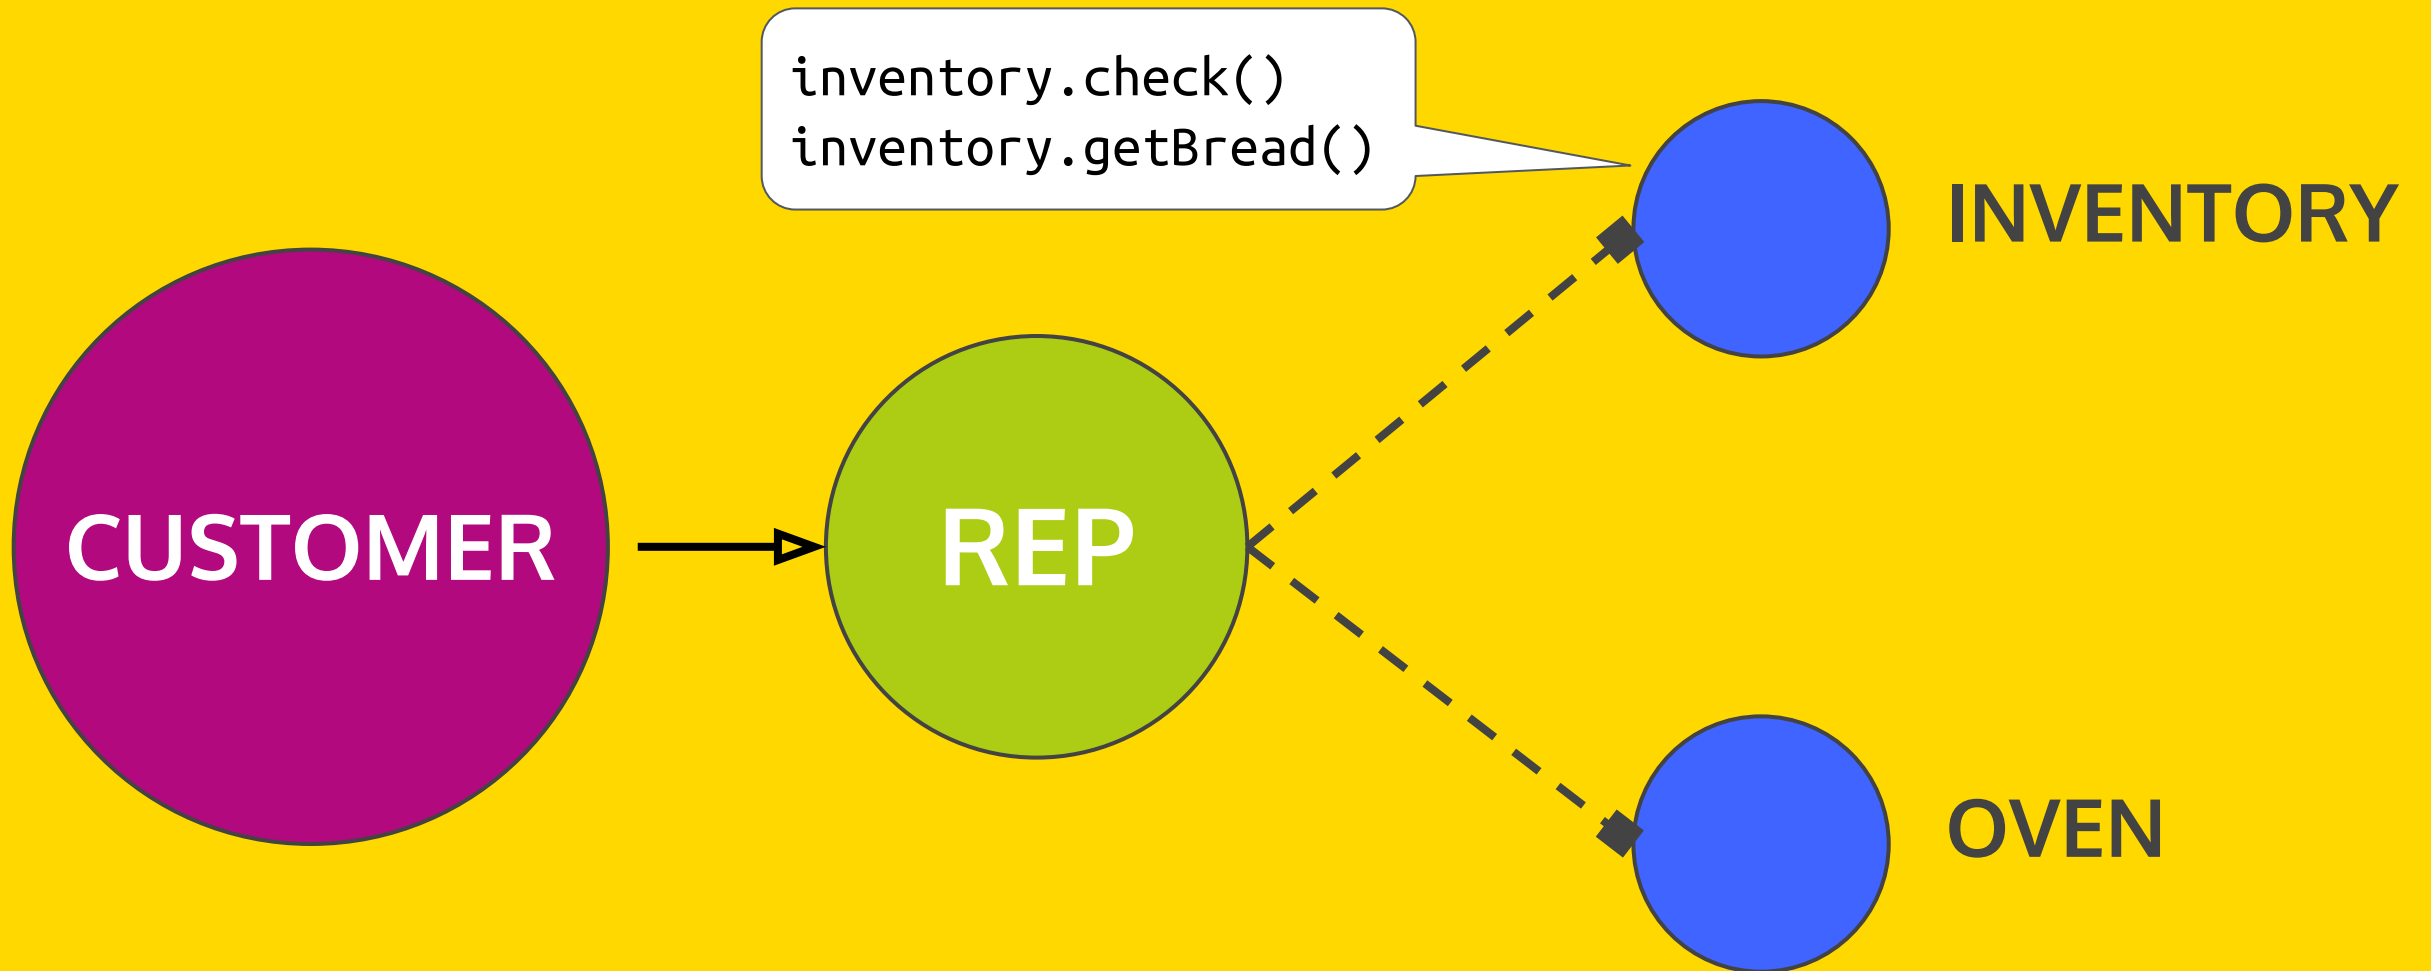 inventory.check()
inventory.getBread()
INVENTORY
CUSTOMER
REP
OVEN